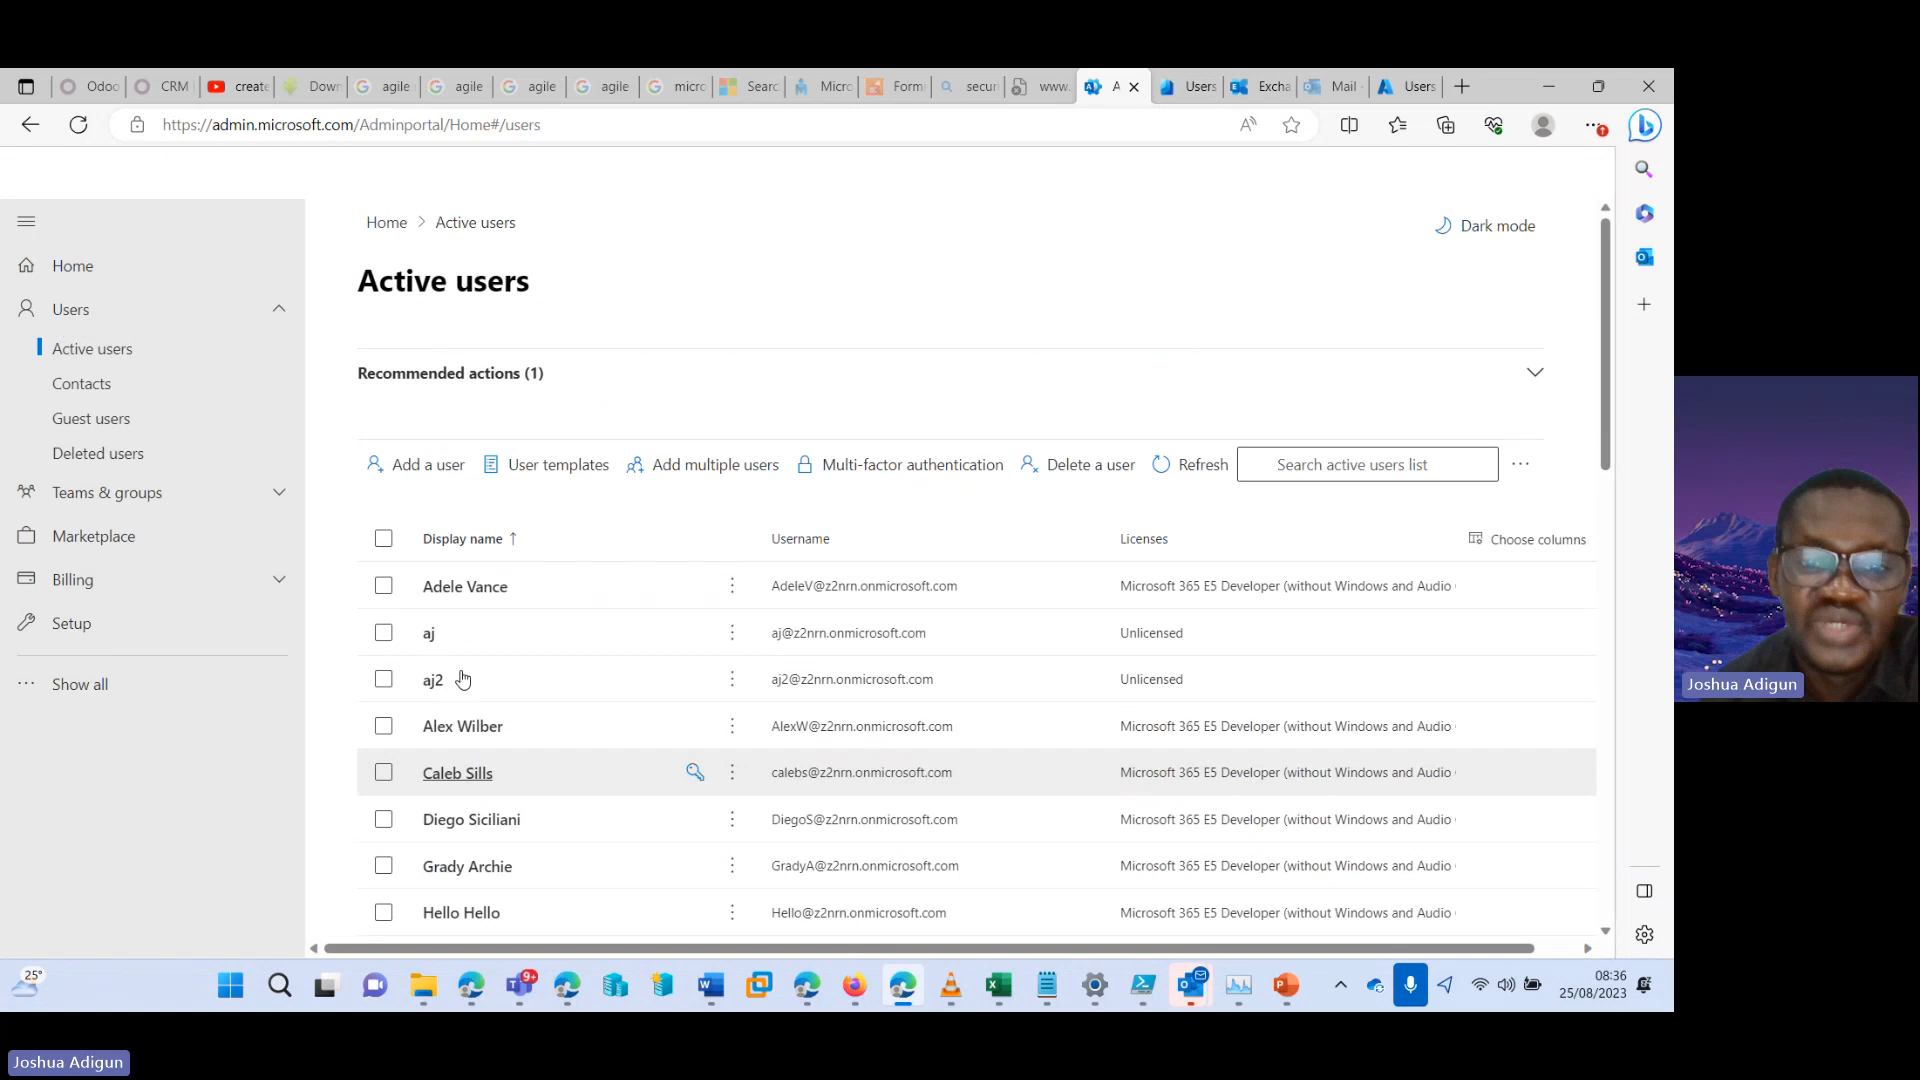 Odoo
CRM
create
Down
agile
agile
agile
agile
micro
Searc
Micro
Form
securi
www.
A
Users
Excha
Mail -
Users
https://admin.microsoft.com/Adminportal/Home#/users
Home > Active users
Dark mode
Active users
Recommended actions (1)
Home
Users
Active users
Contacts
Guest users
Deleted users
Teams & groups
Marketplace
Billing
Setup
Show all
Add a user
User templates
Add multiple users
Multi-factor authentication
Delete a user
Refresh
Search active users list
Display name ↑ Username Licenses Choose columns
Adele Vance AdeleV@z2nrn.onmicrosoft.com Microsoft 365 E5 Developer (without Windows and Audio
aj aj@z2nrn.onmicrosoft.com Unlicensed
aj2 aj2@z2nrn.onmicrosoft.com Unlicensed
Alex Wilber AlexW@z2nrn.onmicrosoft.com Microsoft 365 E5 Developer (without Windows and Audio
Caleb Sills calebs@z2nrn.onmicrosoft.com Microsoft 365 E5 Developer (without Windows and Audio
Diego Siciliani DiegoS@z2nrn.onmicrosoft.com Microsoft 365 E5 Developer (without Windows and Audio
Grady Archie GradyA@z2nrn.onmicrosoft.com Microsoft 365 E5 Developer (without Windows and Audio
Hello Hello Hello@z2nrn.onmicrosoft.com Microsoft 365 E5 Developer (without Windows and Audio
Joshua Adigun
25°
9+
08:36
25/08/2023
Joshua Adigun